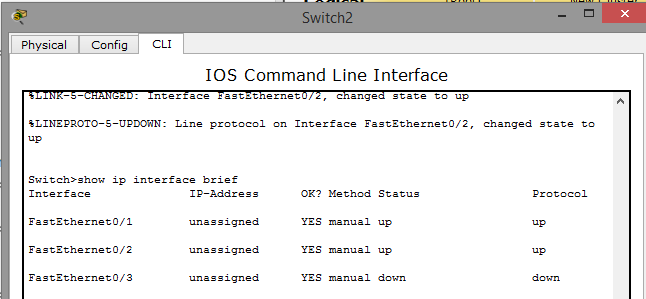 Switch2
Physical Config CLI
IOS Command Line Interface
%LINK-5-CHANGED: Interface FastEthernet0/2, changed state to up
%LINEPROTO-5-UPDOWN: Line protocol on Interface FastEthernet0/2, changed state to
up
Switch>show ip interface brief
Interface IP-Address OK? Method Status Protocol
FastEthernet0/1 unassigned YES manual up up
FastEthernet0/2 unassigned YES manual up up
FastEthernet0/3 unassigned YES manual down down